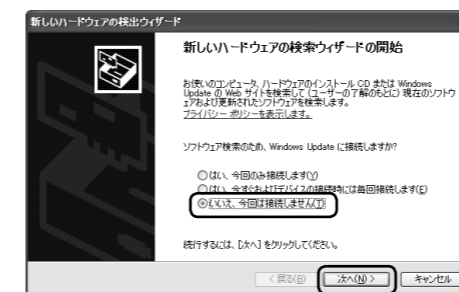 新しいハードウェアの検出ウィザード
新しいハードウェアの検索ウィザードの開始
お使いのコンピュータ、ハードウェアのインストール CD または Windows
Update の Web サイトを検索して (ユーザーの了解のもとに) 現在のソフトウ
ェアおよび更新されたソフトウェアを検索します。
プライバシー ポリシーを表示します。
ソフトウェア検索のため、Windows Update に接続しますか?
はい、今回のみ接続します(Y)
はい、今すぐおよびデバイスの接続時には毎回接続します(E)
いいえ、今回は接続しません(T)
続行するには、[次へ] をクリックしてください。
< 戻る(B)
次へ(N) >
キャンセル